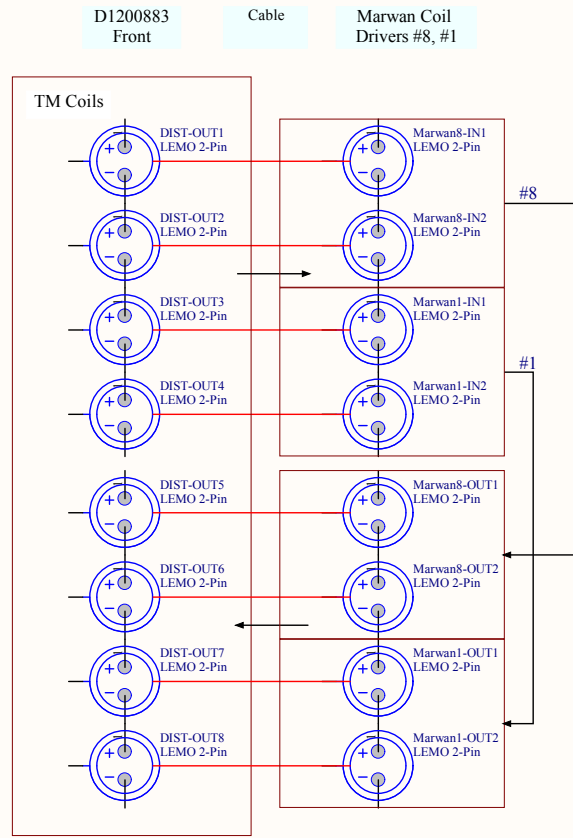 D1200883
Front
Cable
Marwan Coil
Drivers #8, #1
TM Coils
DIST-OUT1
LEMO 2-Pin
Marwan8-IN1
LEMO 2-Pin
#8
DIST-OUT2
LEMO 2-Pin
Marwan8-IN2
LEMO 2-Pin
DIST-OUT3
LEMO 2-Pin
Marwan1-IN1
LEMO 2-Pin
#1
DIST-OUT4
LEMO 2-Pin
Marwan1-IN2
LEMO 2-Pin
DIST-OUT5
LEMO 2-Pin
Marwan8-OUT1
LEMO 2-Pin
DIST-OUT6
LEMO 2-Pin
Marwan8-OUT2
LEMO 2-Pin
DIST-OUT7
LEMO 2-Pin
Marwan1-OUT1
LEMO 2-Pin
DIST-OUT8
LEMO 2-Pin
Marwan1-OUT2
LEMO 2-Pin